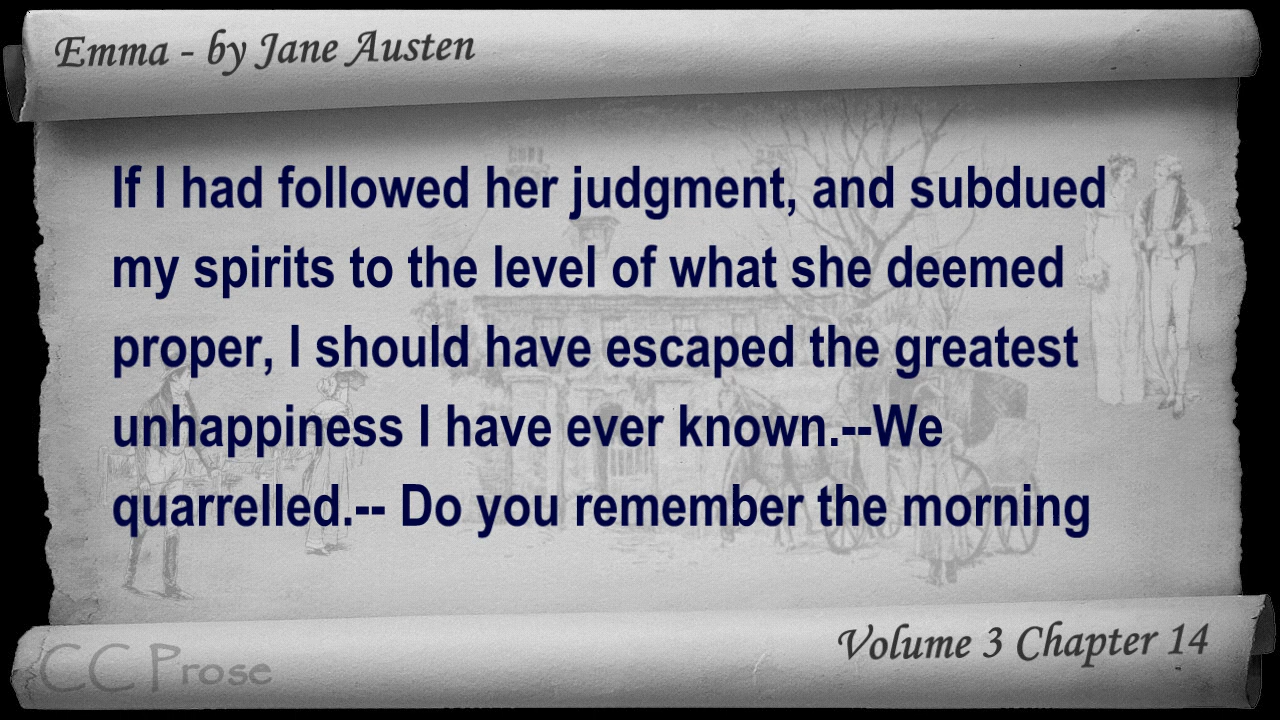 Emma - by Jane Austen
If I had followed her judgment, and subdued
my spirits to the level of what she deemed
proper, I should have escaped the greatest
unhappiness I have ever known.--We
quarrelled.-- Do you remember the morning
Volume 3 Chapter 14
CC Prose